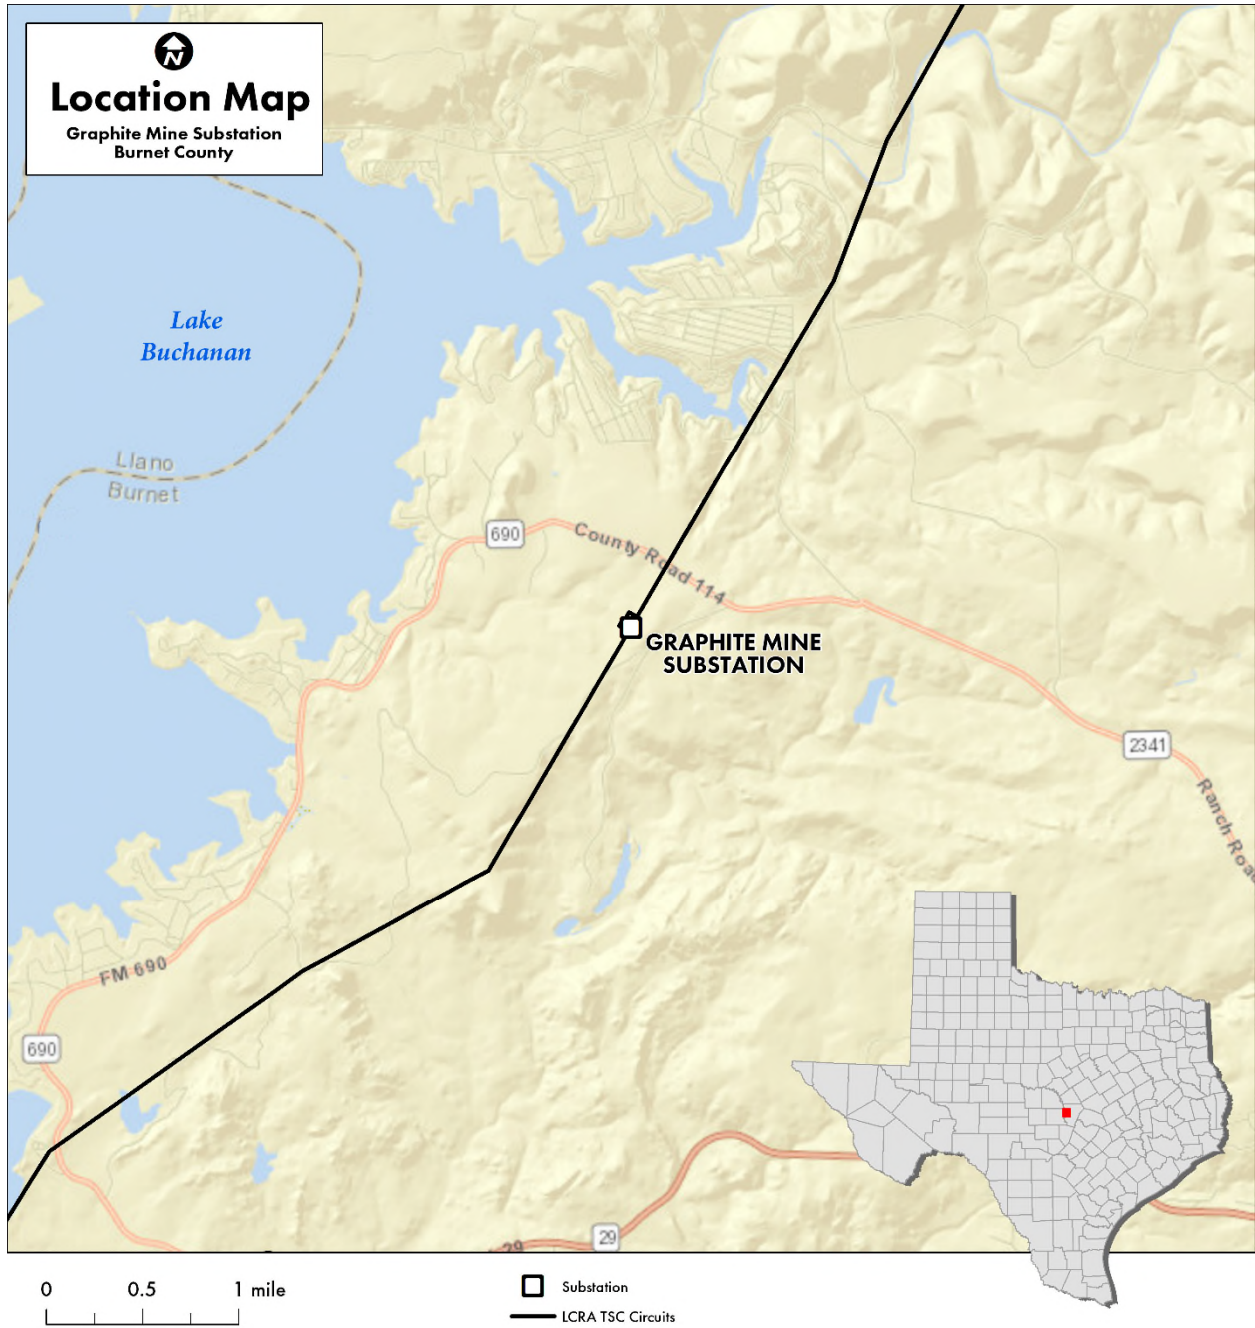 N
Location Map
Graphite Mine Substation
Burnet County
Lake
Buchanan
Llano
Burnet
690
County Road 114
GRAPHITE MINE
SUBSTATION
2341
Ranch Road
FM 690
690
29
29
0 0.5 1 mile
Substation
LCRA TSC Circuits